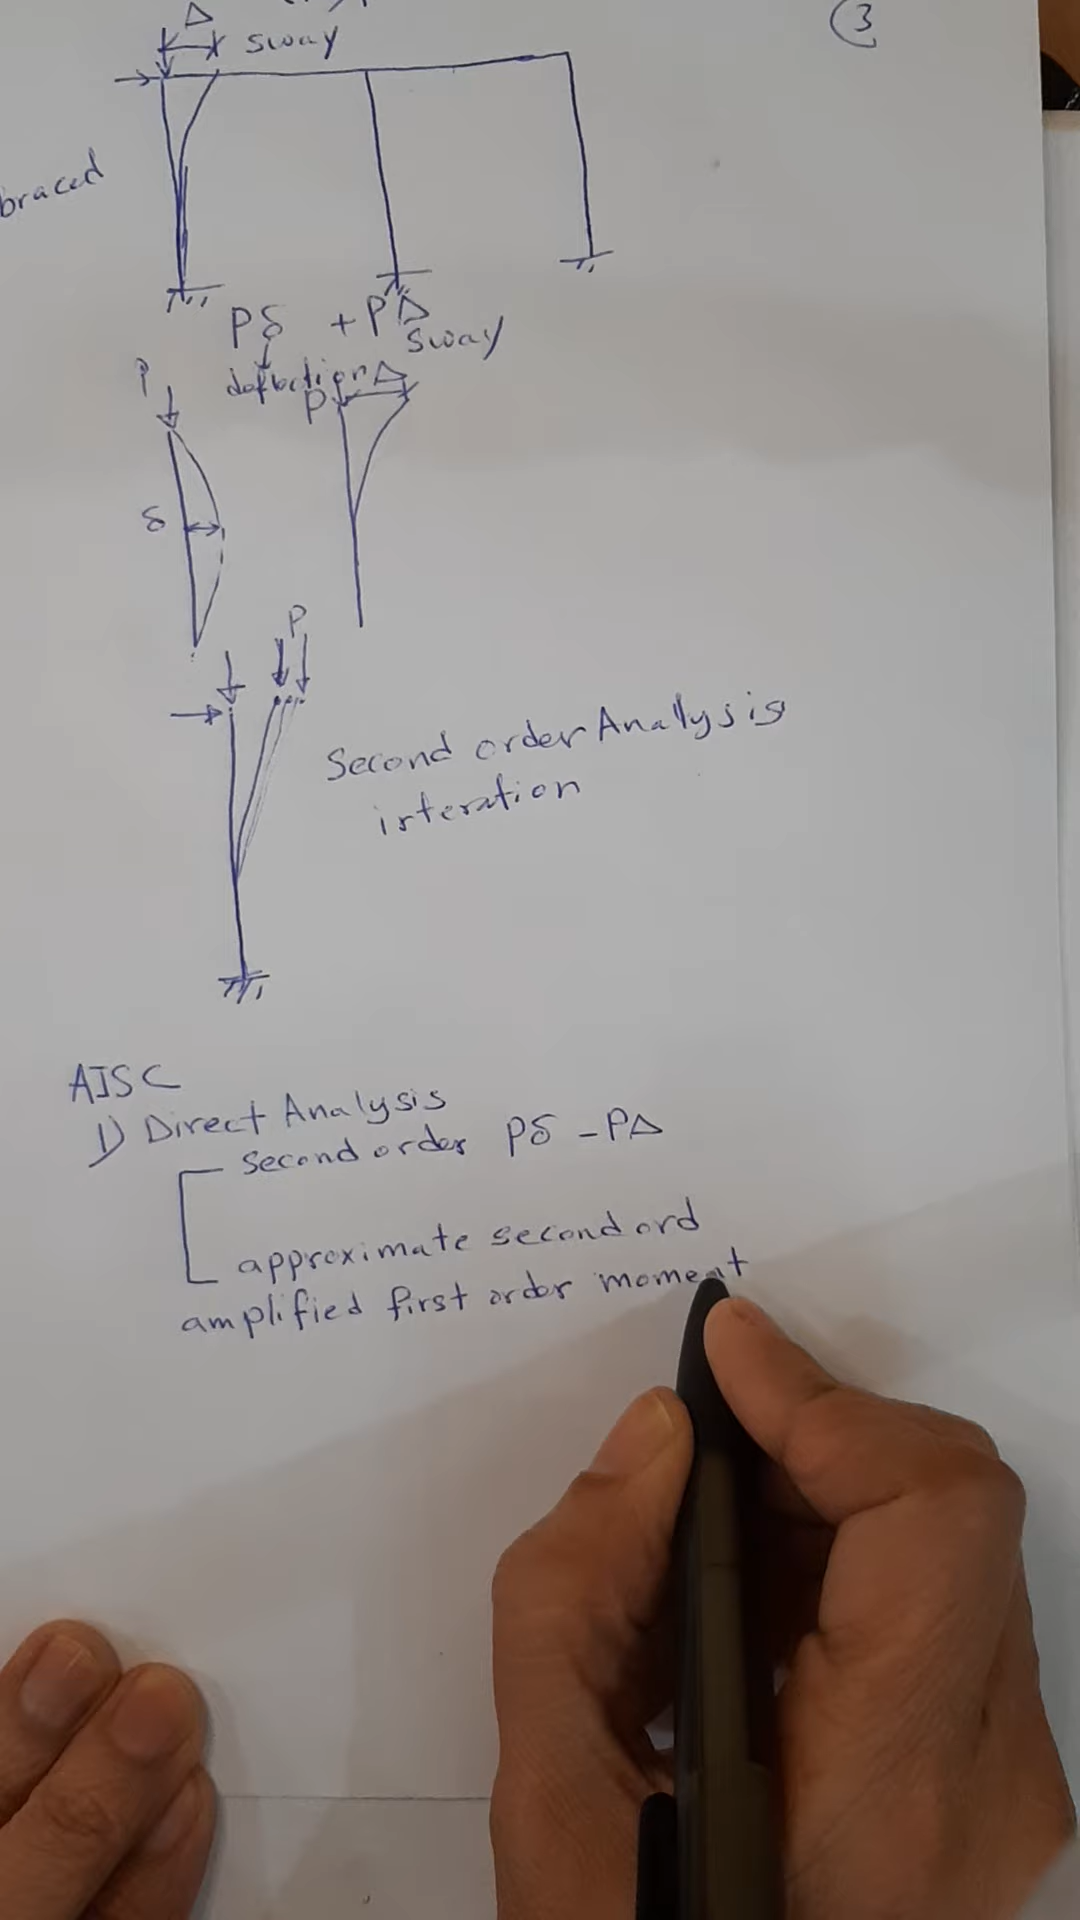 Δ
sway
3
braced
Pδ + PΔ
sway
deflection
Δ
P
P
δ
P
Second order Analysis
irteration
AISC
1) Direct Analysis
second order Pδ - PΔ
approximate second ord
amplified first order moment